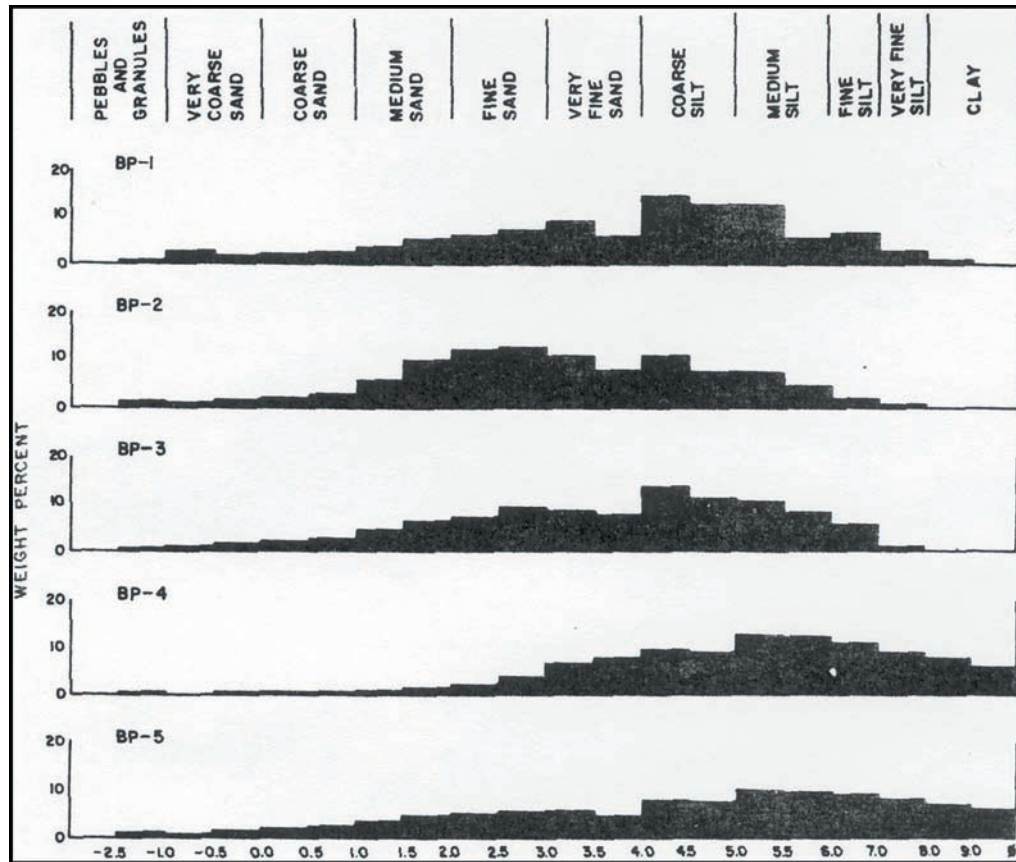 PEBBLES
AND
GRANULES
VERY
COARSE
SAND
COARSE
SAND
MEDIUM
SAND
FINE
SAND
VERY
FINE SAND
COARSE
SILT
MEDIUM
SILT
FINE
SILT
VERY FINE
SILT
CLAY
WEIGHT PERCENT
BP-1
20
10
0
BP-2
20
10
0
BP-3
20
10
0
BP-4
20
10
0
BP-5
20
10
0
-2.5 -1.0 -0.5 0.0 0.5 1.0 1.5 2.0 2.5 3.0 3.5 4.0 4.5 5.0 5.5 6.0 7.0 8.0 9.0